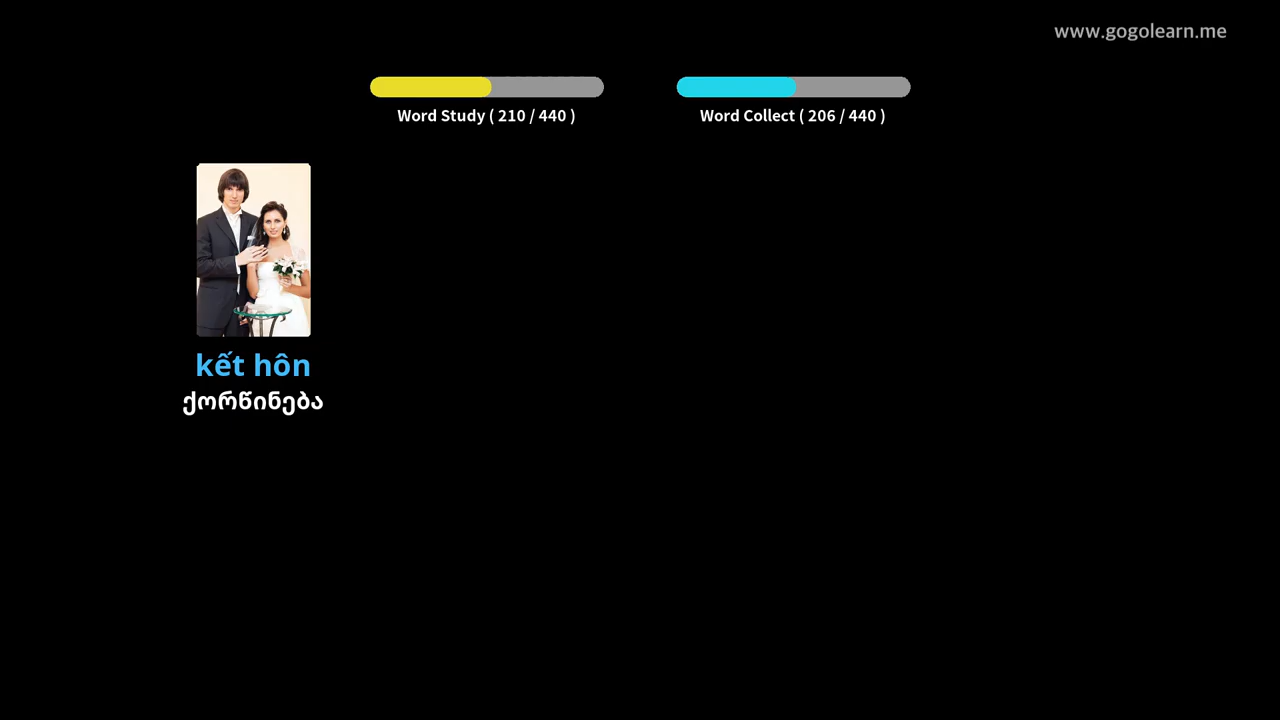 www.gogolearn.me
Word Study ( 210 / 440 )
Word Collect ( 206 / 440 )
kết hôn
ქორწინება